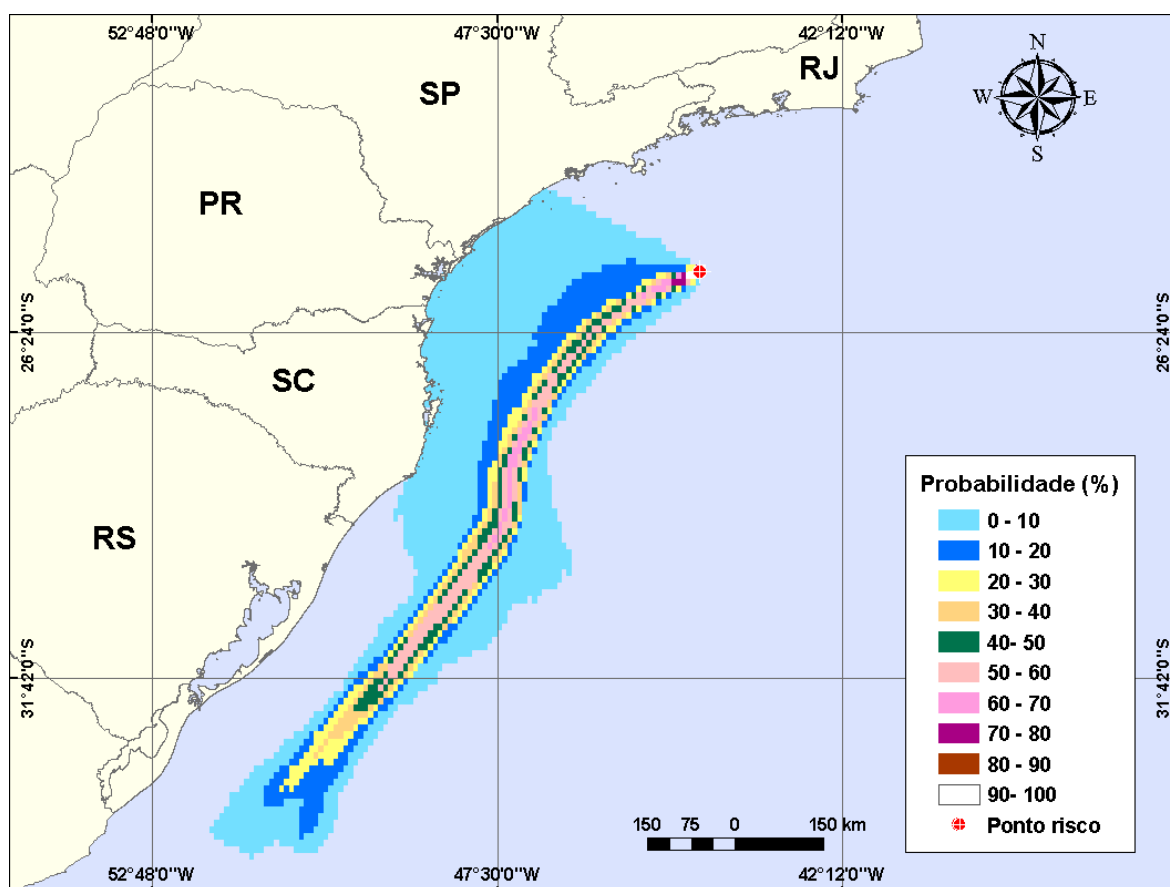 52°48'0"W 47°30'0"W 42°12'0"W
RJ
N
SP
W E
S
PR
26°24'0"S 26°24'0"S
SC
Probabilidade (%)
0 - 10
10 - 20
20 - 30
30 - 40
40- 50
50 - 60
60 - 70
70 - 80
80 - 90
90- 100
Ponto risco
RS
31°42'0"S 31°42'0"S
150 75 0 150 km
52°48'0"W 47°30'0"W 42°12'0"W